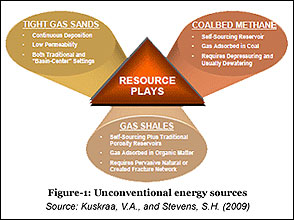 TIGHT GAS SANDS
• Continuous Deposition
• Low Permeability
• Both Traditional and
"Basin-Center" Settings
COALBED METHANE
• Self-Sourcing Reservoir
• Gas Adsorbed in Coal
• Requires Depressuring and
Usually Dewatering
RESOURCE
PLAYS
GAS SHALES
• Self-Sourcing Plus Traditional
Porosity Reservoirs
• Gas Adsorbed in Organic Matter
• Requires Pervasive Natural or
Created Fracture Network
Figure-1: Unconventional energy sources
Source: Kuskraa, V.A., and Stevens, S.H. (2009)